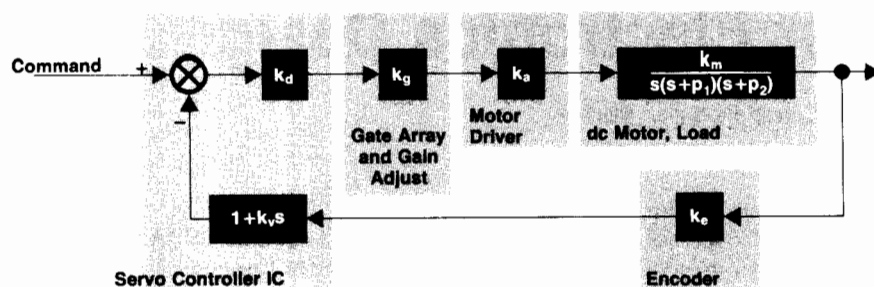 Command
+
k_d
k_g
k_a
k_m
s(s+p_1)(s+p_2)
−
Gate Array
and Gain
Adjust
Motor
Driver
dc Motor, Load
1+k_vs
k_e
Servo Controller IC
Encoder